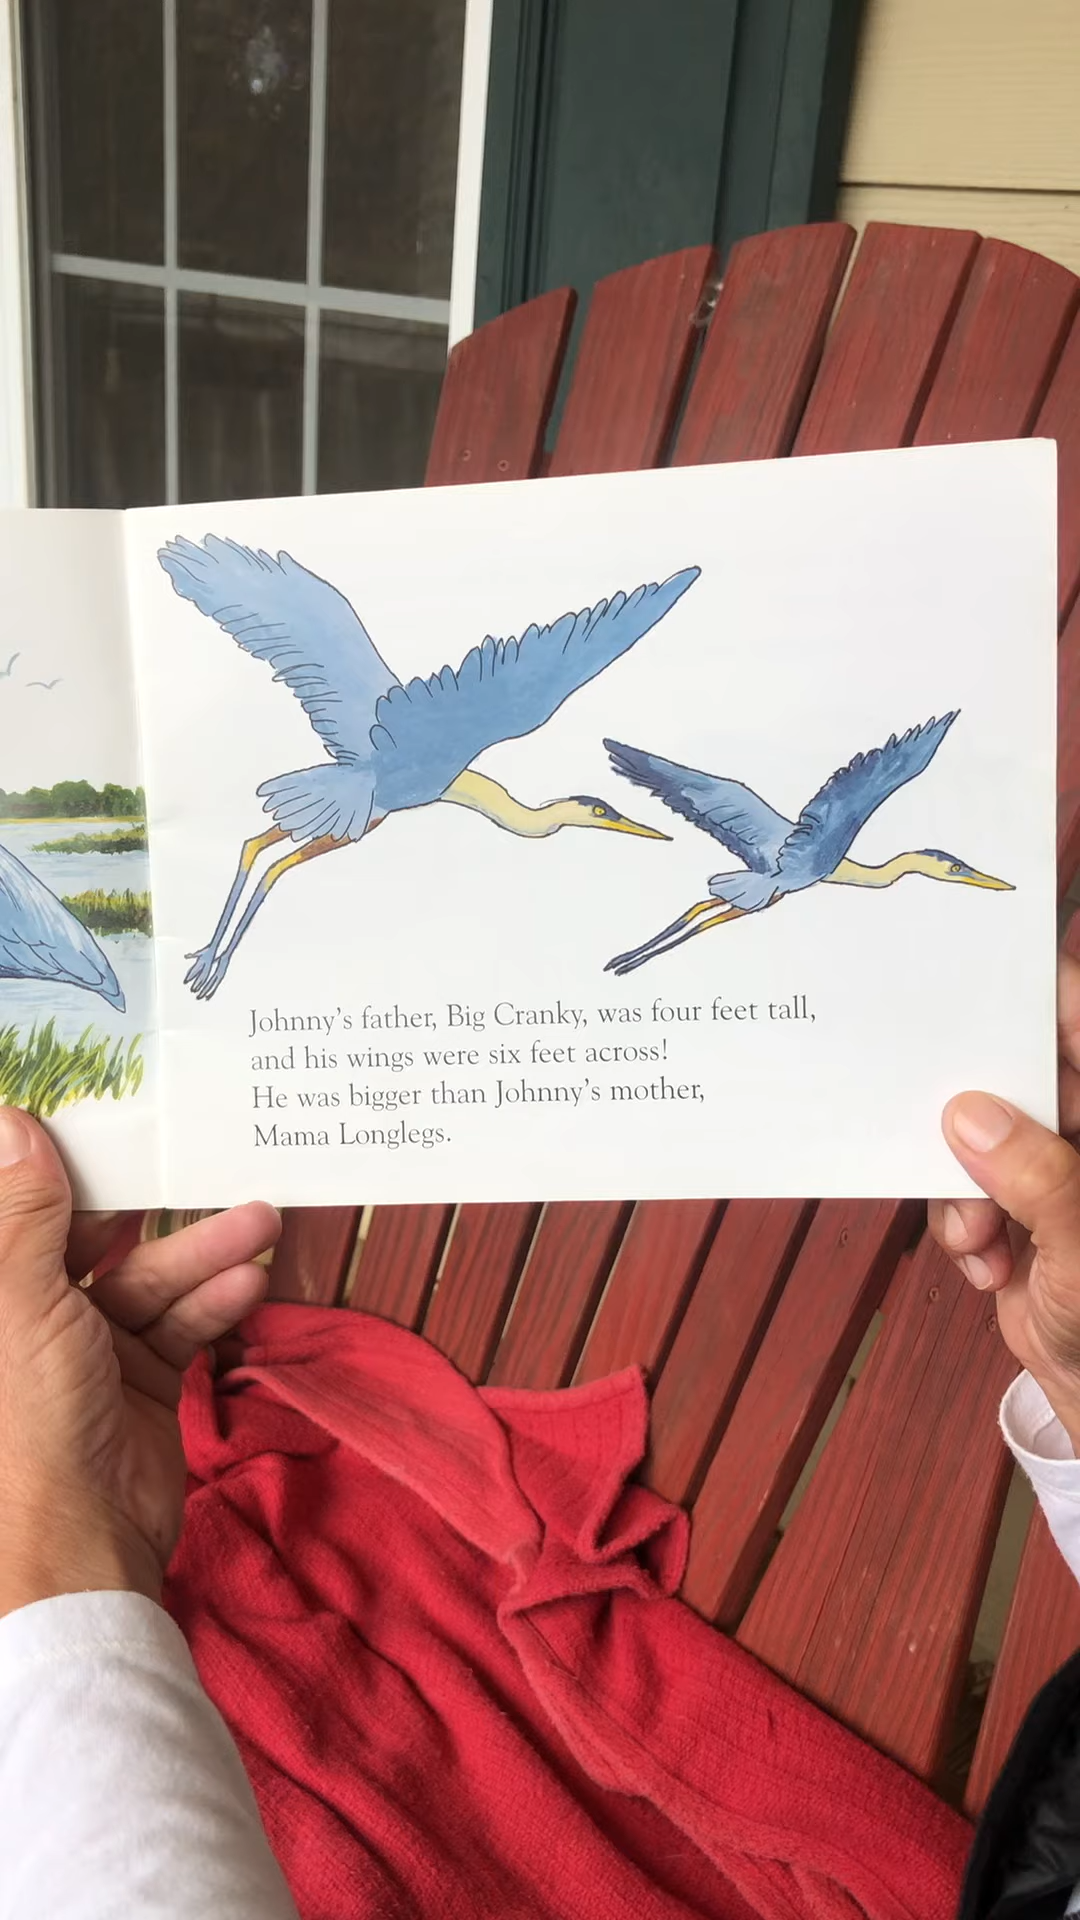 Johnny's father, Big Cranky, was four feet tall,
and his wings were six feet across!
He was bigger than Johnny's mother,
Mama Longlegs.